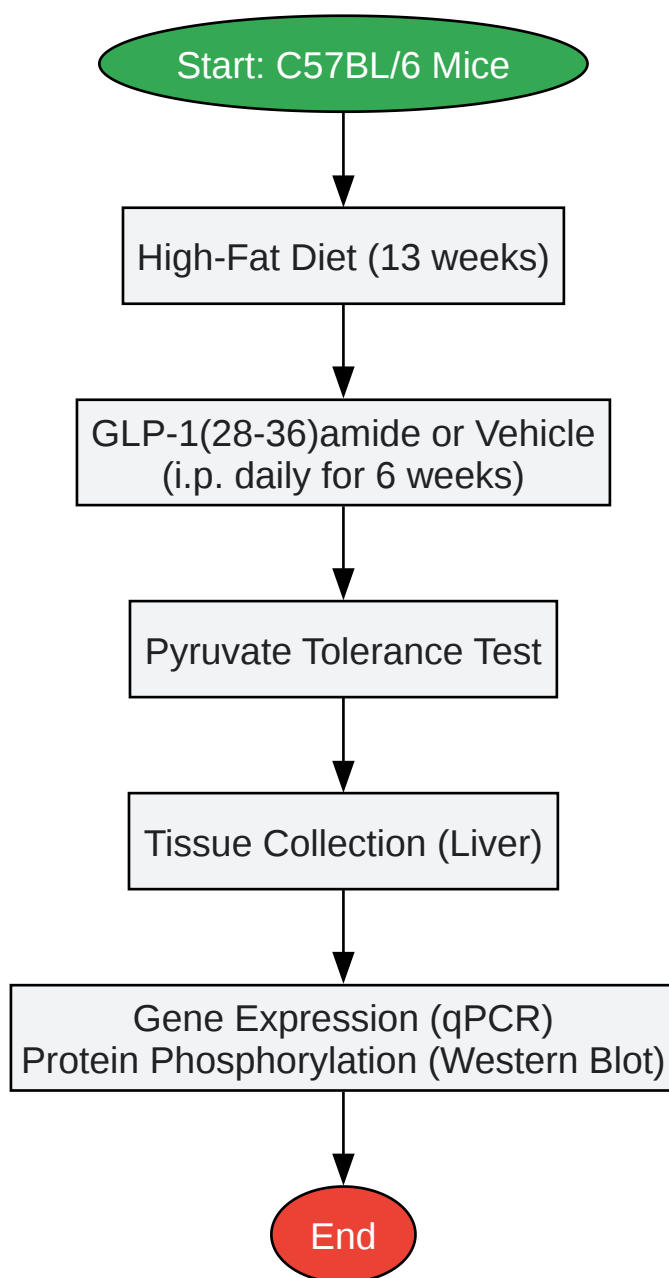 Start: C57BL/6 Mice
High-Fat Diet (13 weeks)
GLP-1(28-36)amide or Vehicle
(i.p. daily for 6 weeks)
Pyruvate Tolerance Test
Tissue Collection (Liver)
Gene Expression (qPCR)
Protein Phosphorylation (Western Blot)
End